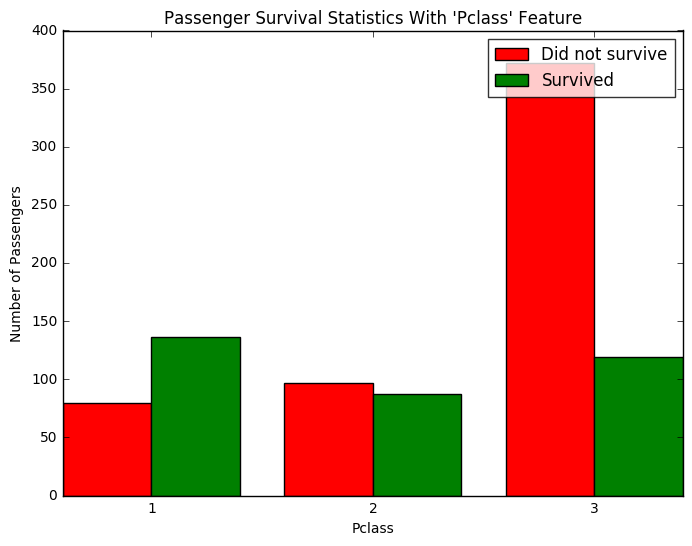 Passenger Survival Statistics With 'Pclass' Feature
400
350
300
250
200
150
100
50
0
Number of Passengers
Did not survive
Survived
1
2
3
Pclass